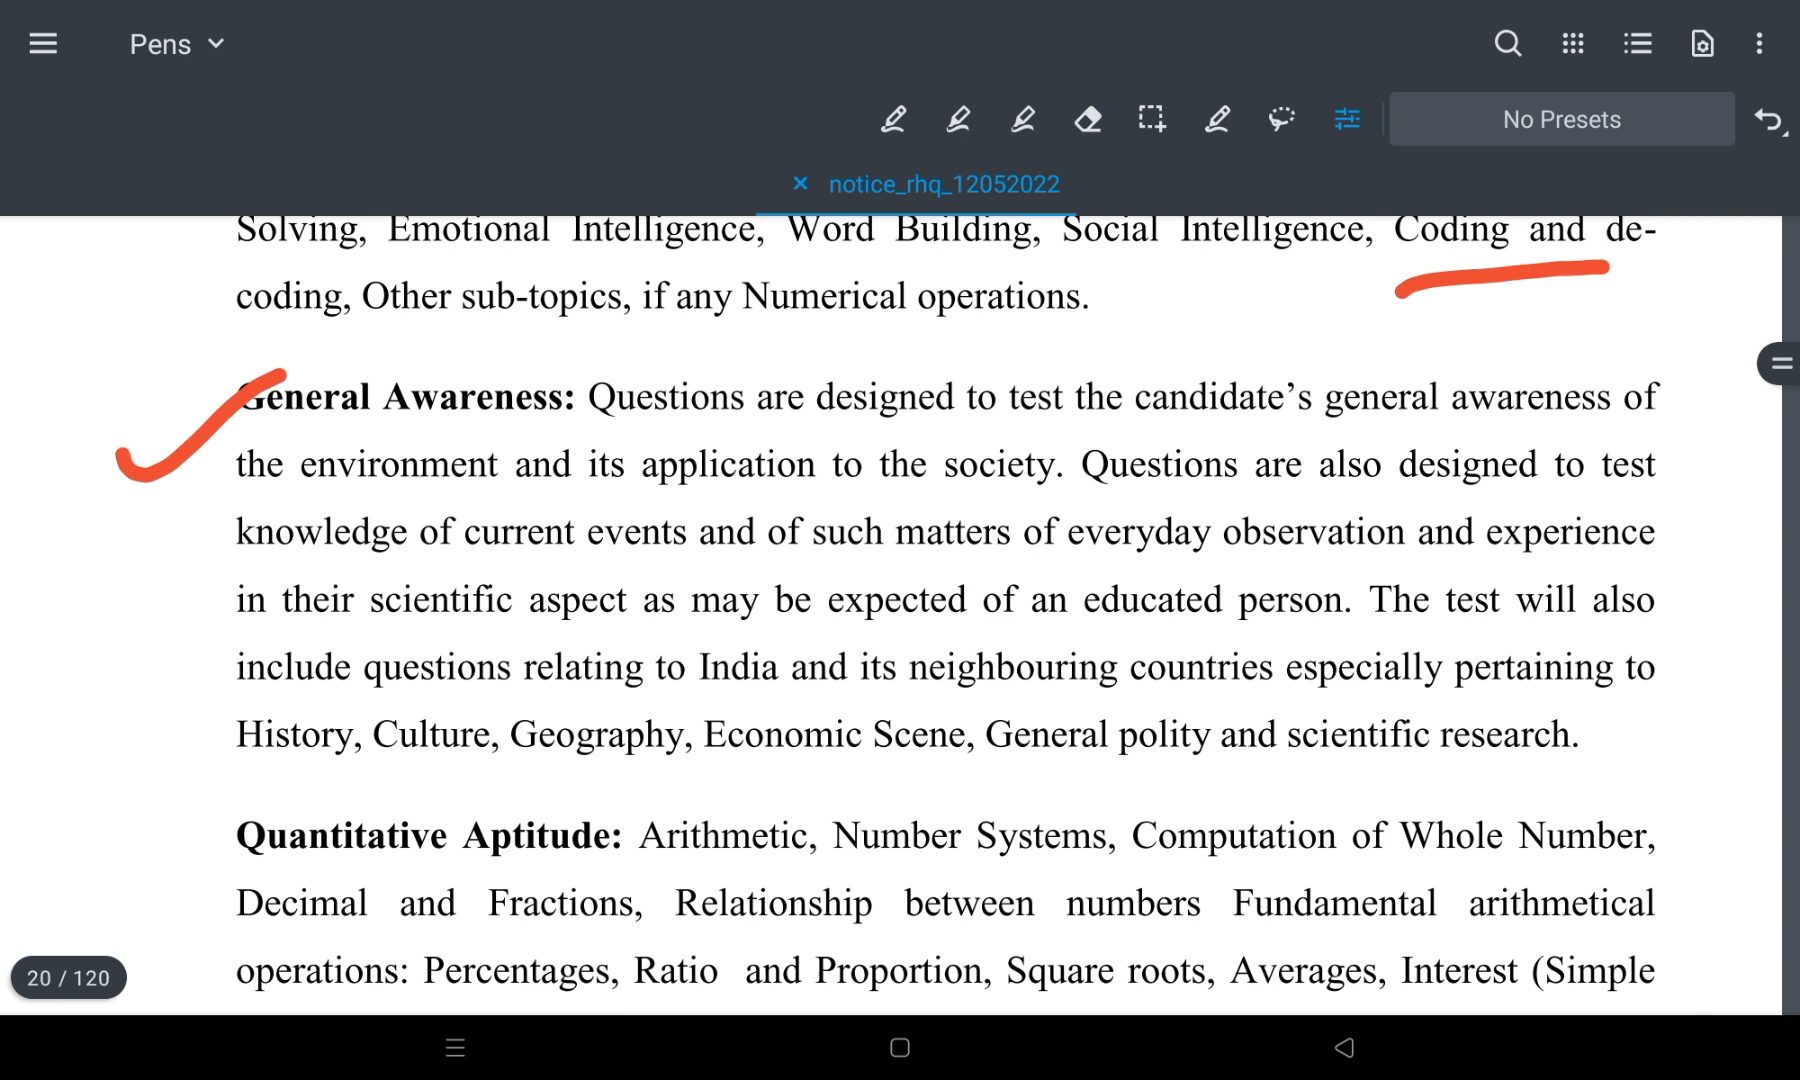 Pens
No Presets
notice_rhq_12052022
Solving, Emotional Intelligence, Word Building, Social Intelligence, Coding and de-
coding, Other sub-topics, if any Numerical operations.
General Awareness: Questions are designed to test the candidate’s general awareness of
the environment and its application to the society. Questions are also designed to test
knowledge of current events and of such matters of everyday observation and experience
in their scientific aspect as may be expected of an educated person. The test will also
include questions relating to India and its neighbouring countries especially pertaining to
History, Culture, Geography, Economic Scene, General polity and scientific research.
Quantitative Aptitude: Arithmetic, Number Systems, Computation of Whole Number,
Decimal and Fractions, Relationship between numbers Fundamental arithmetical
operations: Percentages, Ratio and Proportion, Square roots, Averages, Interest (Simple
20 / 120